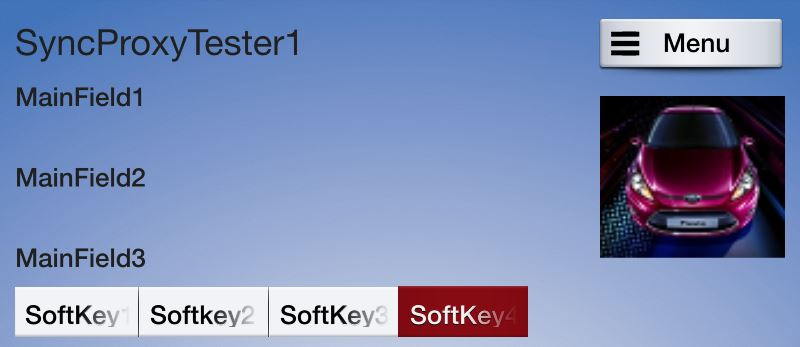 SyncProxyTester1
Menu
MainField1
MainField2
MainField3
SoftKey1 Softkey2 SoftKey3 SoftKey4